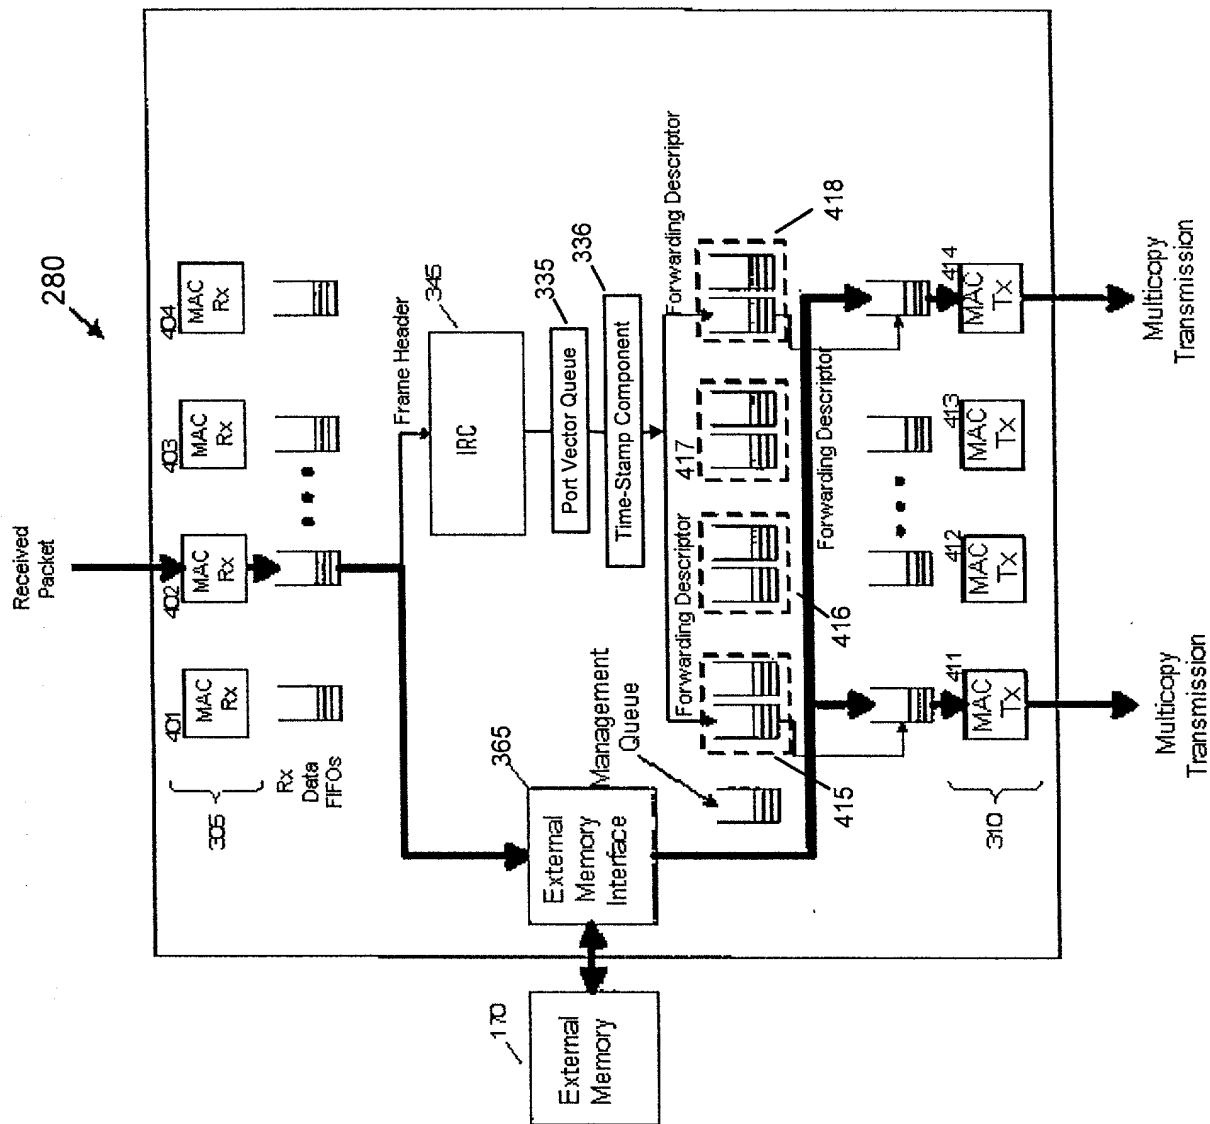 280
Received
Packet
401
MAC
Rx
402
MAC
Rx
403
MAC
Rx
404
MAC
Rx
305
Rx
Data
FIFOs
Frame Header
345
IRC
335
Port Vector Queue
336
Time-Stamp Component
170
External
Memory
365
External
Memory
Interface
Management
Queue
Forwarding Descriptor
Forwarding Descriptor
415
416
417
418
Forwarding Descriptor
310
411
MAC
Tx
412
MAC
Tx
413
MAC
Tx
414
MAC
Tx
Multicopy
Transmission
Multicopy
Transmission